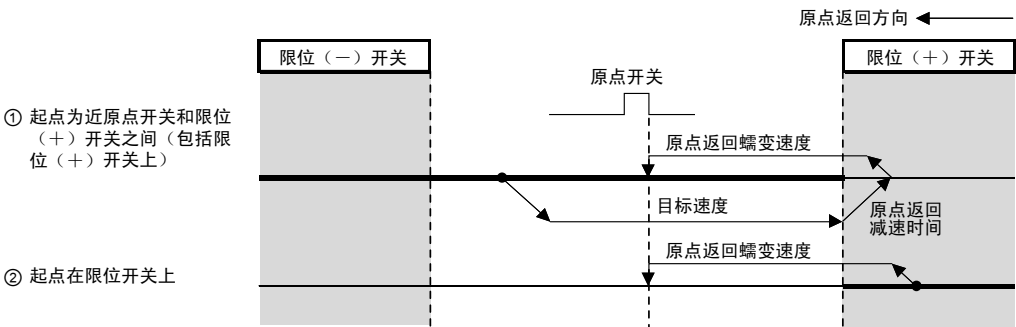 原点返回方向
限位（－）开关
限位（＋）开关
原点开关
① 起点为近原点开关和限位
（＋）开关之间（包括限
位（＋）开关上）
原点返回蠕变速度
目标速度
原点返回
减速时间
原点返回蠕变速度
② 起点在限位开关上